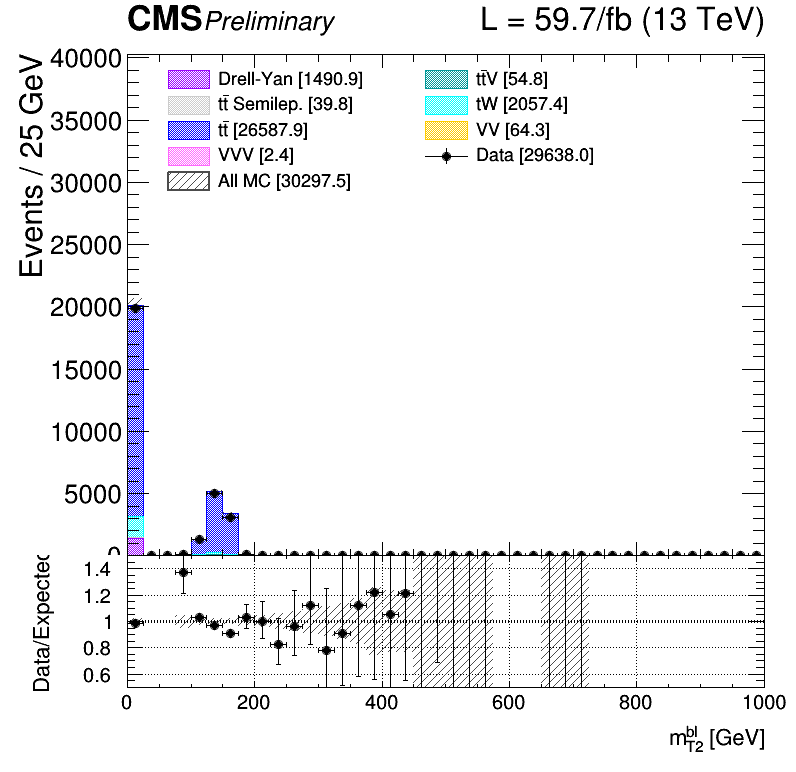 CMS Preliminary L = 59.7/fb (13 TeV)
Events / 25 GeV
40000
35000
30000
25000
20000
15000
10000
5000
0
Drell-Yan [1490.9]
tt̄ Semilep. [39.8]
tt̄ [26587.9]
VVV [2.4]
All MC [30297.5]
tt̄V [54.8]
tW [2057.4]
VV [64.3]
Data [29638.0]
Data/Expected
1.4
1.2
1
0.8
0.6
0 200 400 600 800 1000
m_{T2}^{bl} [GeV]